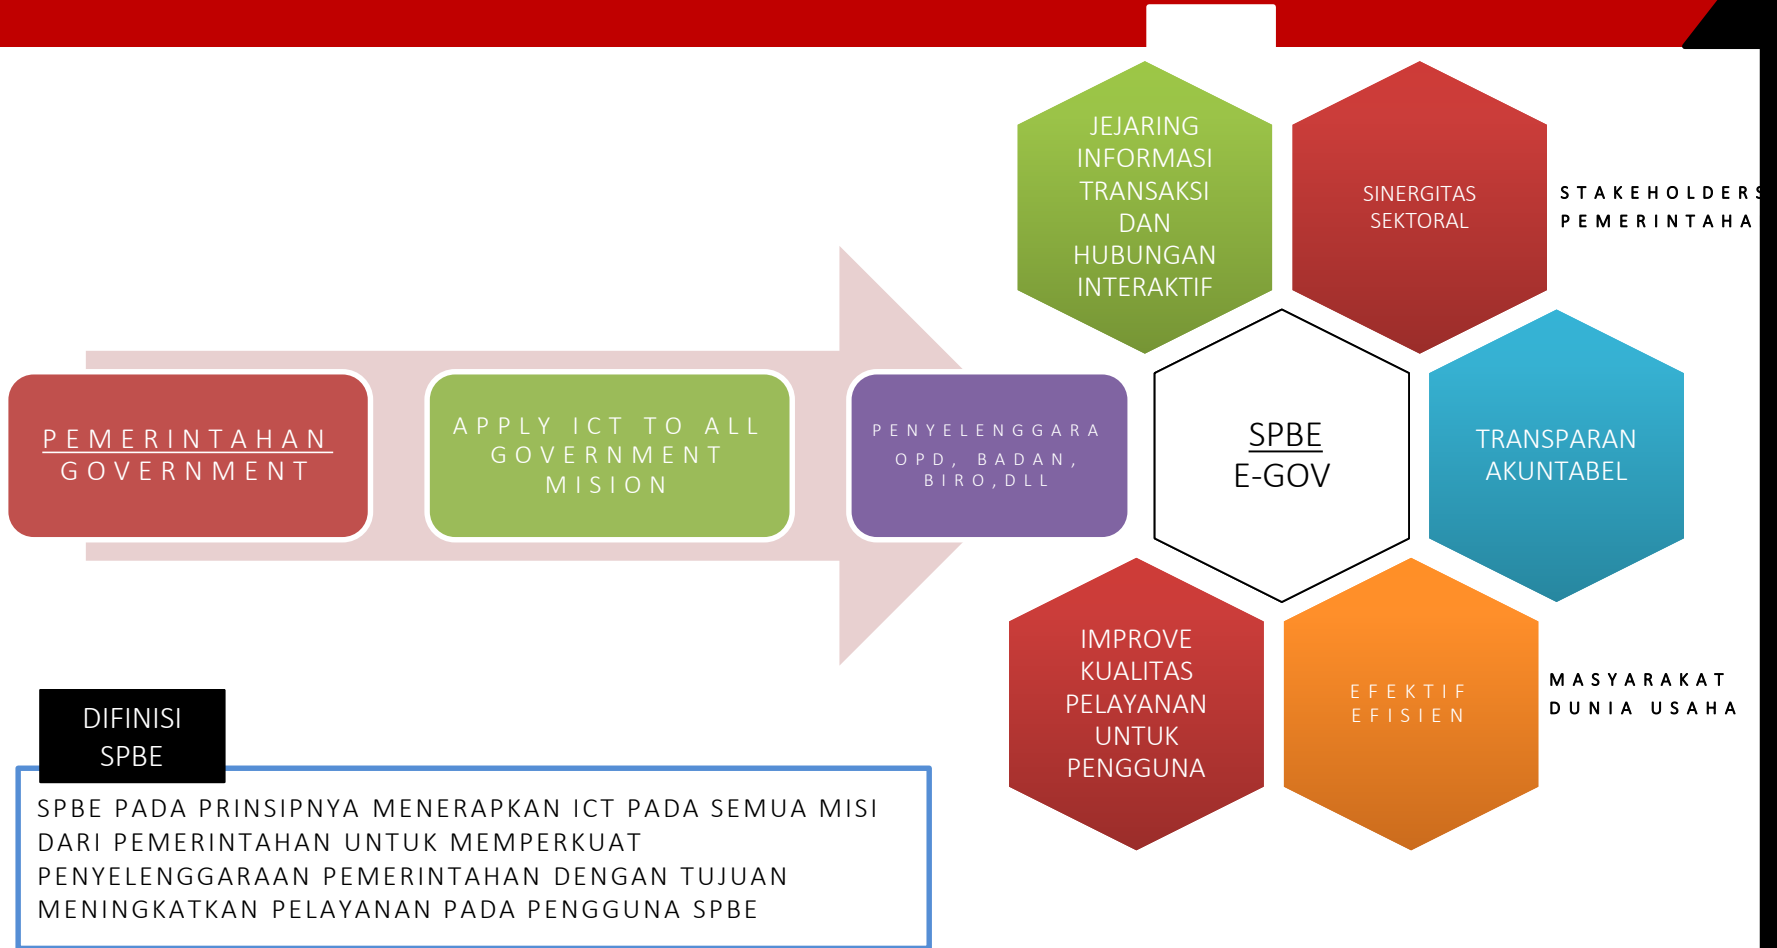 JEJARING
INFORMASI
TRANSAKSI
DAN
HUBUNGAN
INTERAKTIF
SINERGITAS
SEKTORAL
STAKEHOLDERS
PEMERINTAHA
PEMERINTAHAN
GOVERNMENT
APPLY ICT TO ALL
GOVERNMENT
MISION
PENYELENGGARA
OPD, BADAN,
BIRO,DLL
SPBE
E-GOV
TRANSPARAN
AKUNTABEL
IMPROVE
KUALITAS
PELAYANAN
UNTUK
PENGGUNA
EFEKTIF
EFISIEN
MASYARAKAT
DUNIA USAHA
DIFINISI
SPBE
SPBE PADA PRINSIPNYA MENERAPKAN ICT PADA SEMUA MISI
DARI PEMERINTAHAN UNTUK MEMPERKUAT
PENYELENGGARAAN PEMERINTAHAN DENGAN TUJUAN
MENINGKATKAN PELAYANAN PADA PENGGUNA SPBE